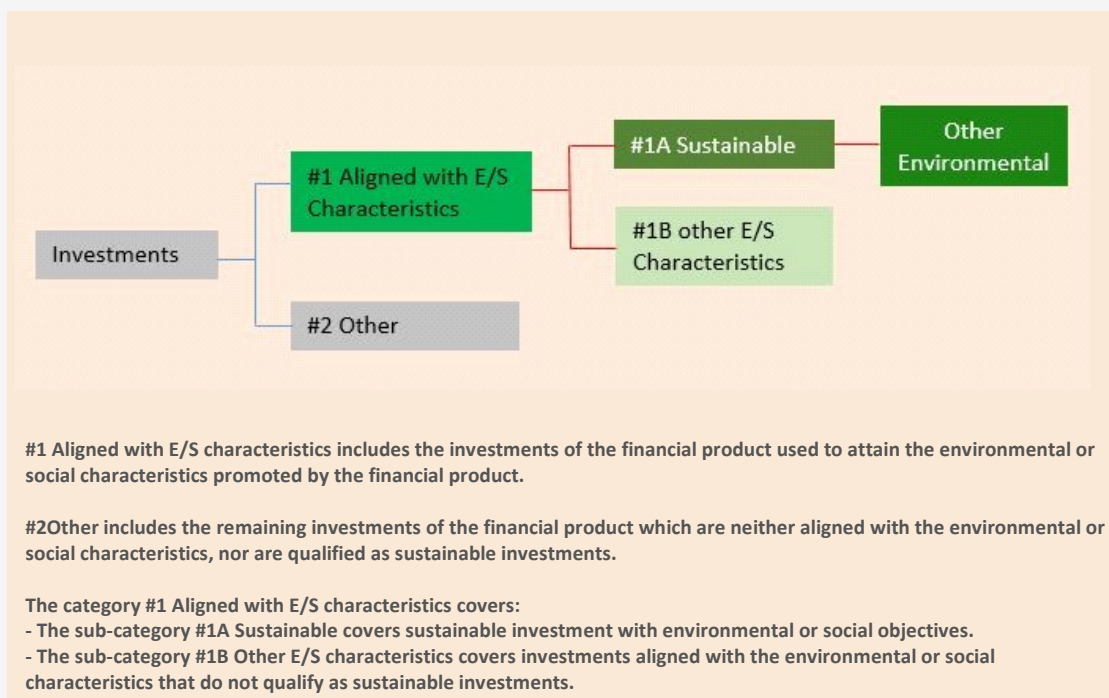 #1A Sustainable
Other
Environmental
#1 Aligned with E/S
Characteristics
#1B other E/S
Characteristics
Investments
#2 Other
#1 Aligned with E/S characteristics includes the investments of the financial product used to attain the environmental or
social characteristics promoted by the financial product.
#2Other includes the remaining investments of the financial product which are neither aligned with the environmental or
social characteristics, nor are qualified as sustainable investments.
The category #1 Aligned with E/S characteristics covers:
- The sub-category #1A Sustainable covers sustainable investment with environmental or social objectives.
- The sub-category #1B Other E/S characteristics covers investments aligned with the environmental or social
characteristics that do not qualify as sustainable investments.